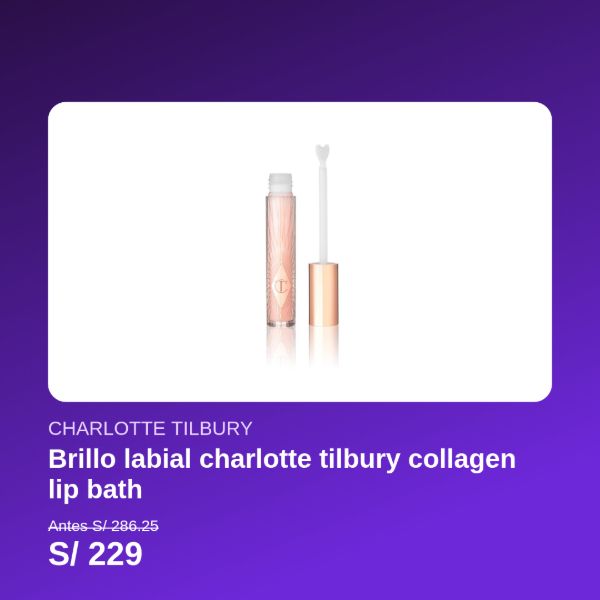 CHARLOTTE TILBURY
Brillo labial charlotte tilbury collagen
lip bath
Antes S/ 286.25
S/ 229